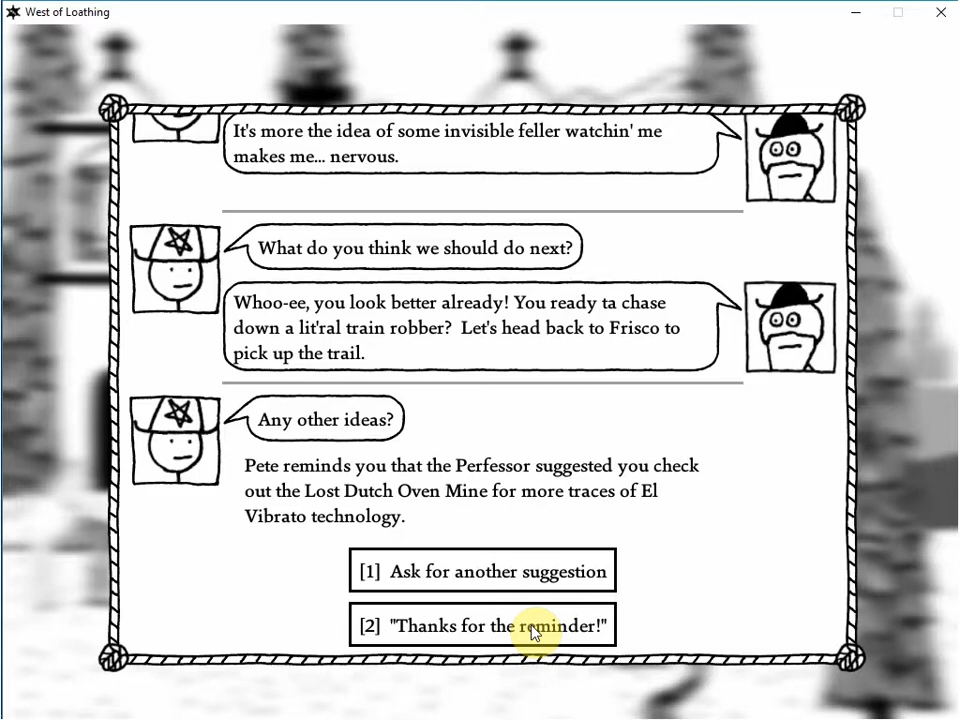 West of Loathing
It's more the idea of some invisible feller watchin' me
makes me... nervous.
What do you think we should do next?
Whoo-ee, you look better already! You ready ta chase
down a lit'ral train robber? Let's head back to Frisco to
pick up the trail.
Any other ideas?
Pete reminds you that the Perfessor suggested you check
out the Lost Dutch Oven Mine for more traces of El
Vibrato technology.
[1] Ask for another suggestion
[2] "Thanks for the reminder!"